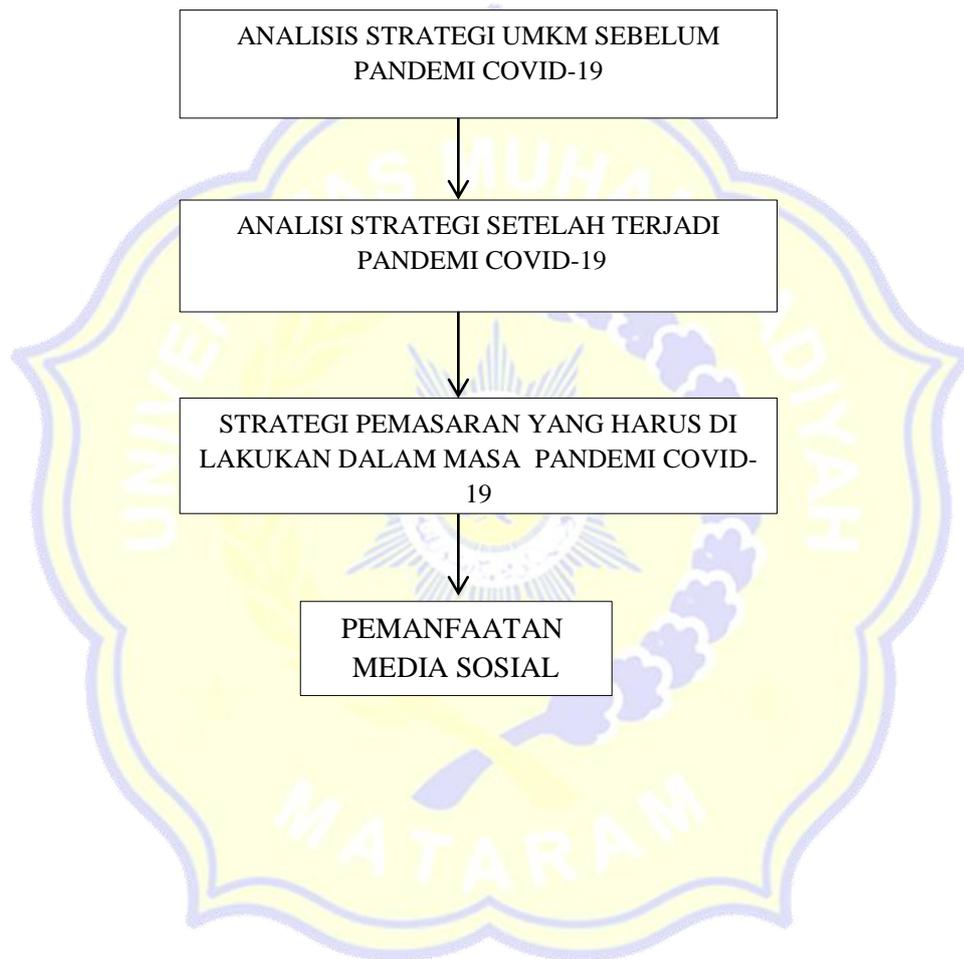 ANALISIS STRATEGI UMKM SEBELUM
PANDEMI COVID-19
ANALISI STRATEGI SETELAH TERJADI
PANDEMI COVID-19
STRATEGI PEMASARAN YANG HARUS DI
LAKUKAN DALAM MASA PANDEMI COVID-
19
PEMANFAATAN
MEDIA SOSIAL
MATARAM